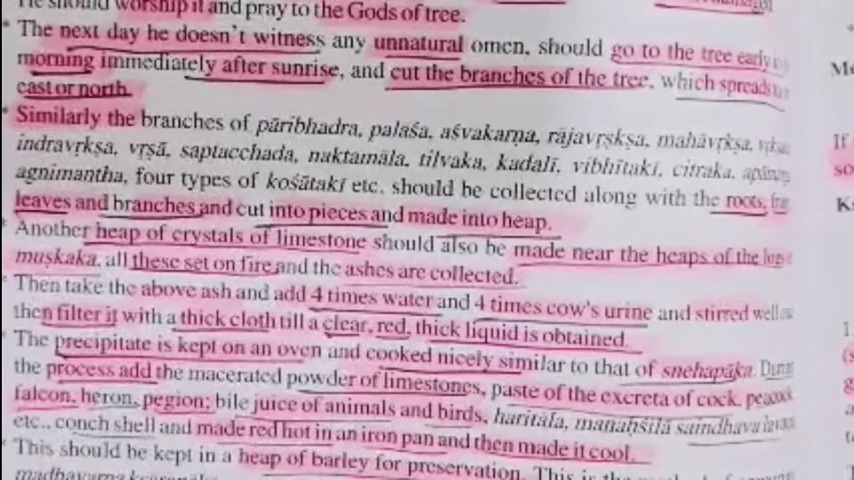 He should worship it and pray to the Gods of tree.
* The next day he doesn't witness any unnatural omen, should go to the tree early
morning immediately after sunrise, and cut the branches of the tree, which spreads
east or north.
* Similarly the branches of pāribhadra, palaśa, aśvakarṇa, rājavṛskṣa, mahāvṛkṣa,
indravṛkṣa, vṛṣā, saptacchada, naktamāla, tilvaka, kadalī, vibhītakī, citraka,
agnimantha, four types of kośātakī etc. should be collected along with the roots,
leaves and branches and cut into pieces and made into heap.
* Another heap of crystals of limestone should also be made near the heaps of the
muṣkaka, all these set on fire and the ashes are collected.
* Then take the above ash and add 4 times water and 4 times cow's urine and stirred well
then filter it with a thick cloth till a clear, red, thick liquid is obtained.
* The precipitate is kept on an oven and cooked nicely similar to that of snehapāka.
the process add the macerated powder of limestones, paste of the excreta of cock, peacock
falcon, heron, pegion; bile juice of animals and birds, haritāla, manaḥśilā saindhava
etc., conch shell and made red hot in an iron pan and then made it cool.
* This should be kept in a heap of barley for preservation. This is the
If
so
1